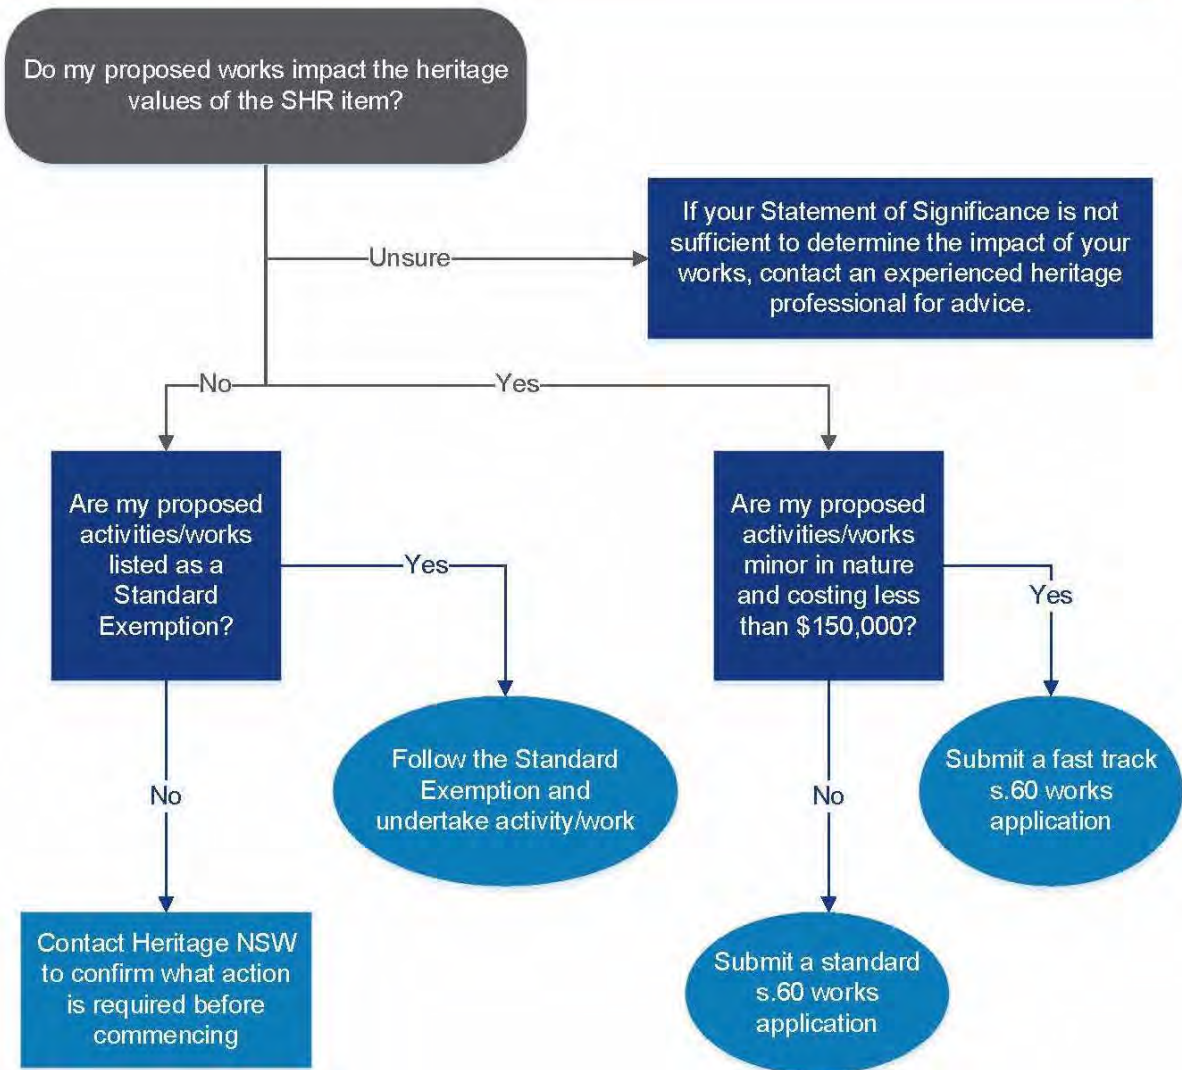 Do my proposed works impact the heritage
values of the SHR item?
If your Statement of Significance is not
sufficient to determine the impact of your
works, contact an experienced heritage
professional for advice.
Unsure
No
Yes
Are my proposed
activities/works
listed as a
Standard
Exemption?
Yes
Are my proposed
activities/works
minor in nature
and costing less
than $150,000?
Yes
No
Follow the Standard
Exemption and
undertake activity/work
No
Submit a fast track
s.60 works
application
Contact Heritage NSW
to confirm what action
is required before
commencing
Submit a standard
s.60 works
application